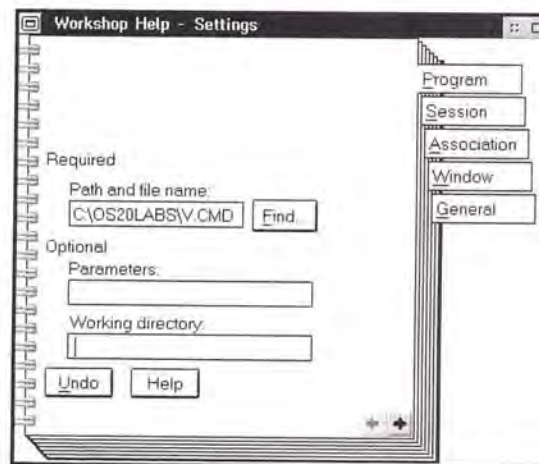 Workshop Help - Settings
Program
Session
Association
Window
General
Required
Path and file name:
C:\OS20LABS\V.CMD
Find...
Optional
Parameters:
Working directory:
Undo
Help